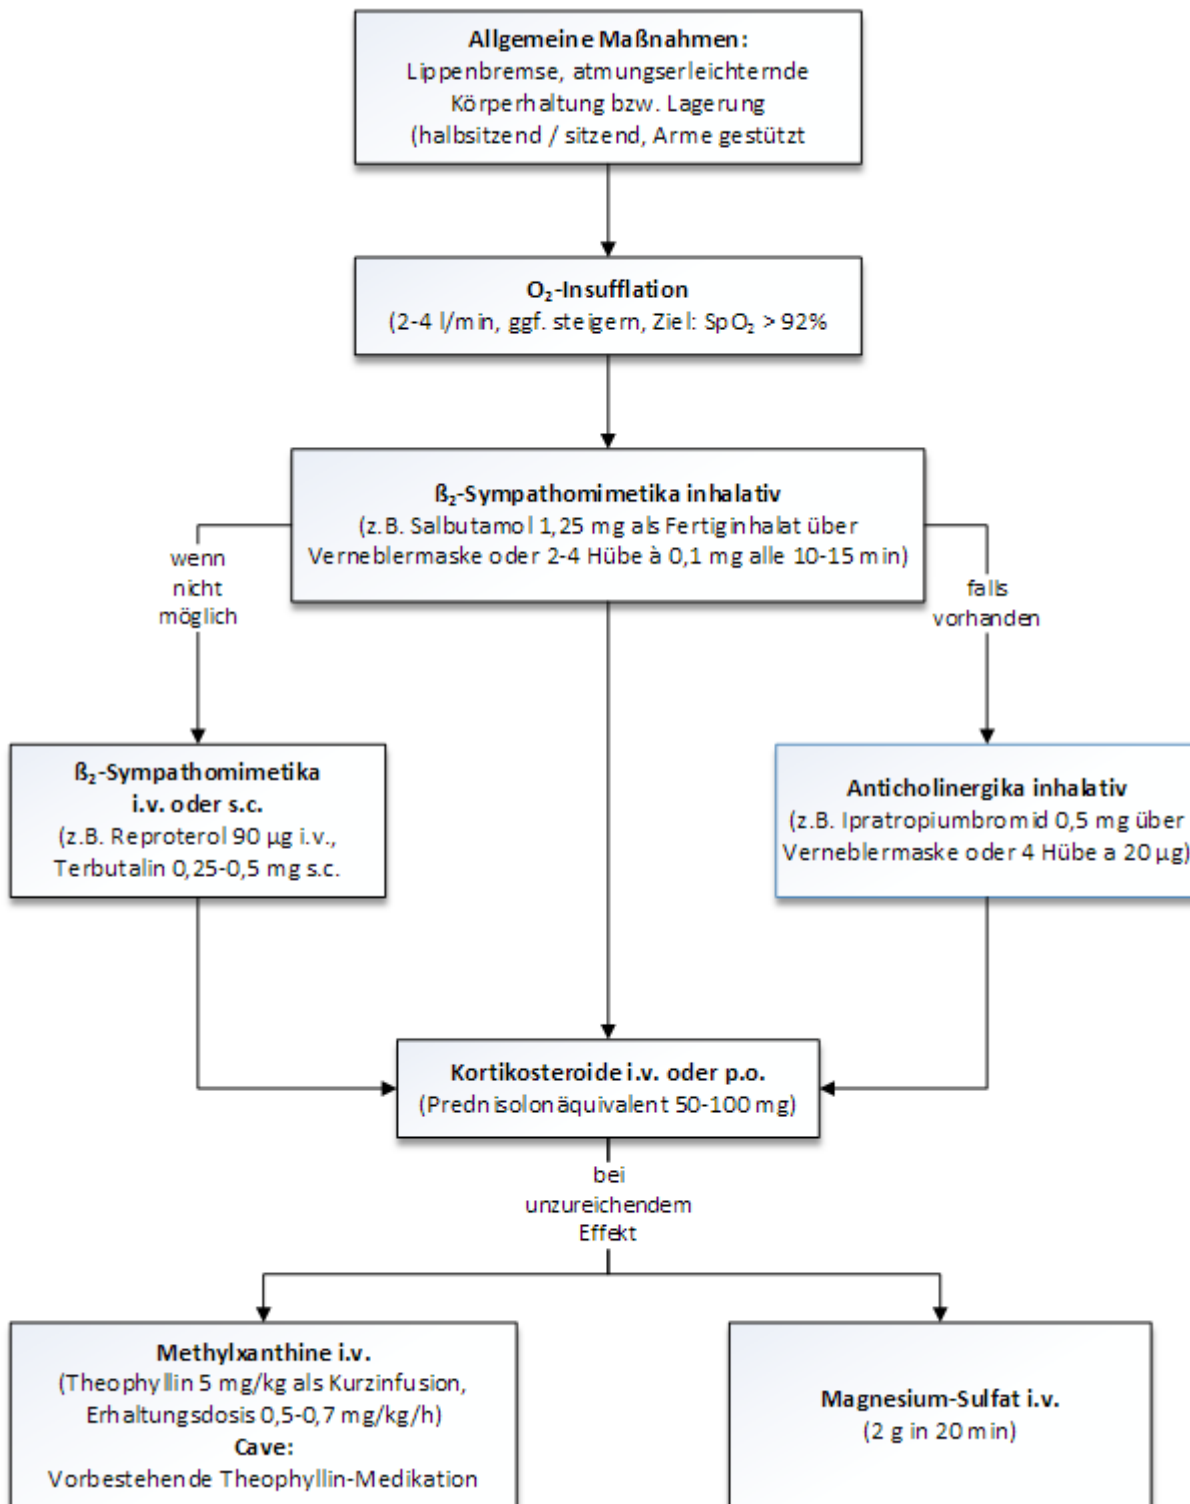 Allgemeine Maßnahmen:
Lippenbremse, atmungserleichternde
Körperhaltung bzw. Lagerung
(halbsitzend / sitzend, Arme gestützt
O₂-Insufflation
(2-4 l/min, ggf. steigern, Ziel: SpO₂ > 92%
ß₂-Sympathomimetika inhalativ
(z.B. Salbutamol 1,25 mg als Fertiginhalat über
Verneblermaske oder 2-4 Hübe à 0,1 mg alle 10-15 min)
wenn
nicht
möglich
falls
vorhanden
ß₂-Sympathomimetika
i.v. oder s.c.
(z.B. Reproterol 90 µg i.v.,
Terbutalin 0,25-0,5 mg s.c.
Anticholinergika inhalativ
(z.B. Ipratropiumbromid 0,5 mg über
Verneblermaske oder 4 Hübe a 20 µg)
Kortikosteroide i.v. oder p.o.
(Prednisolonäquivalent 50-100 mg)
bei
unzureichendem
Effekt
Methylxanthine i.v.
(Theophyllin 5 mg/kg als Kurzinfusion,
Erhaltungsdosis 0,5-0,7 mg/kg/h)
Cave:
Vorbestehende Theophyllin-Medikation
Magnesium-Sulfat i.v.
(2 g in 20 min)